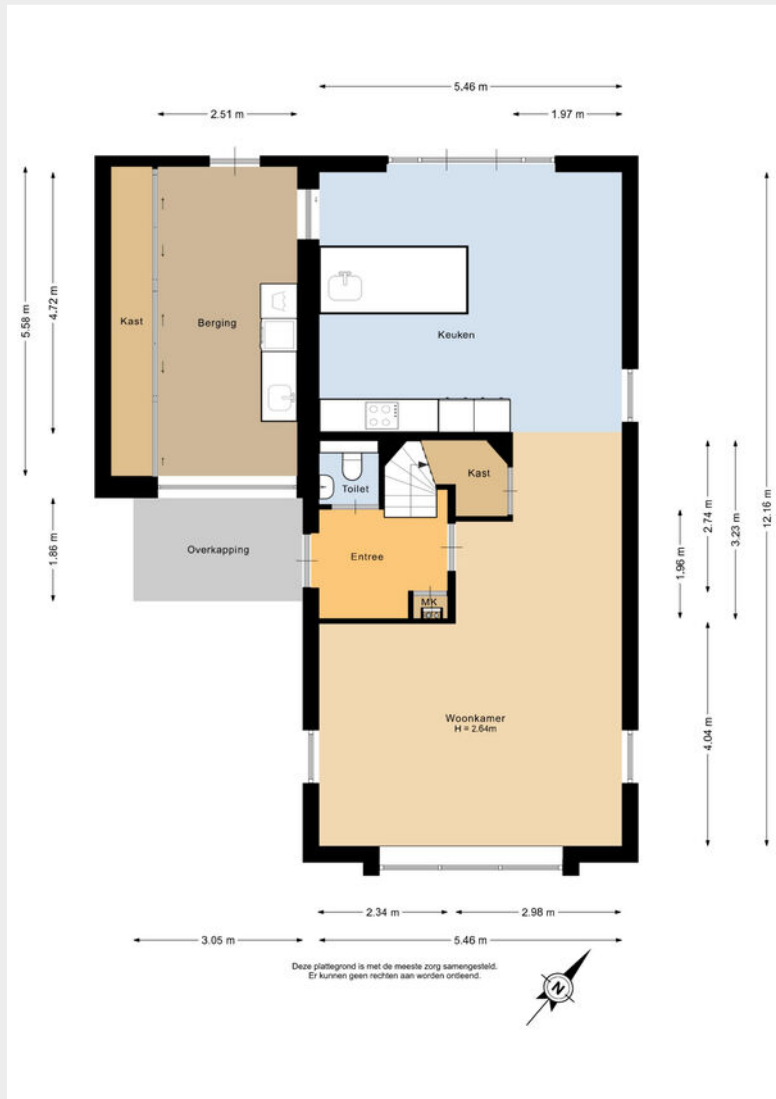 5.46 m
2.51 m
1.97 m
5.58 m
4.72 m
Kast
Berging
Keuken
12.16 m
Toilet
Kast
2.74 m
3.23 m
1.86 m
Overkapping
Entree
1.96 m
MK
Woonkamer
H = 2.64m
4.04 m
2.34 m
2.98 m
3.05 m
5.46 m
Deze plattegrond is met de meeste zorg samengesteld.
Er kunnen geen rechten aan worden ontleend.
N